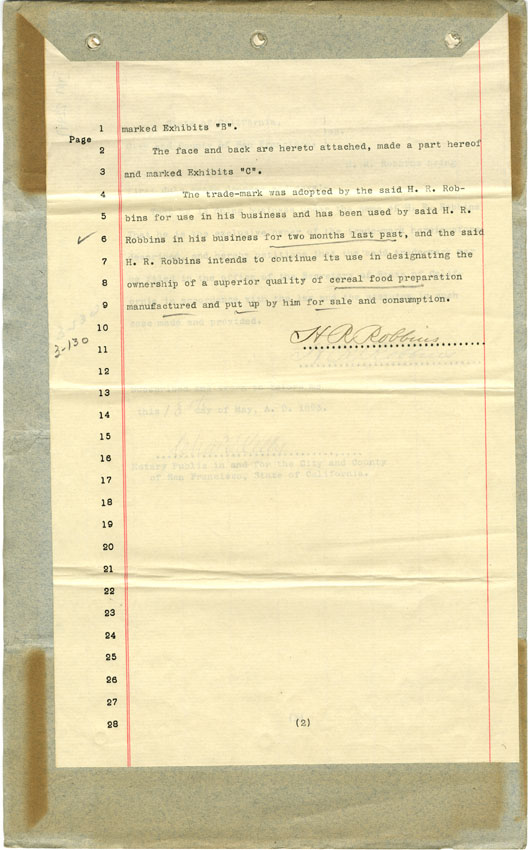 Page
1 marked Exhibits "B".
2 The face and back are hereto attached, made a part hereof
3 and marked Exhibits "C".
4 The trade-mark was adopted by the said H. R. Rob-
5 bins for use in his business and has been used by said H. R.
6 Robbins in his business for two months last past, and the said
7 H. R. Robbins intends to continue its use in designating the
8 ownership of a superior quality of cereal food preparation
9 manufactured and put up by him for sale and consumption.
10
H R Robbins
3-130
11
12
13
14
this day of May, A. D. 189
15
16
Notary Public in and for the City and County
17
of San Francisco, State of California.
18
19
20
21
22
23
24
25
26
27
28 (2)